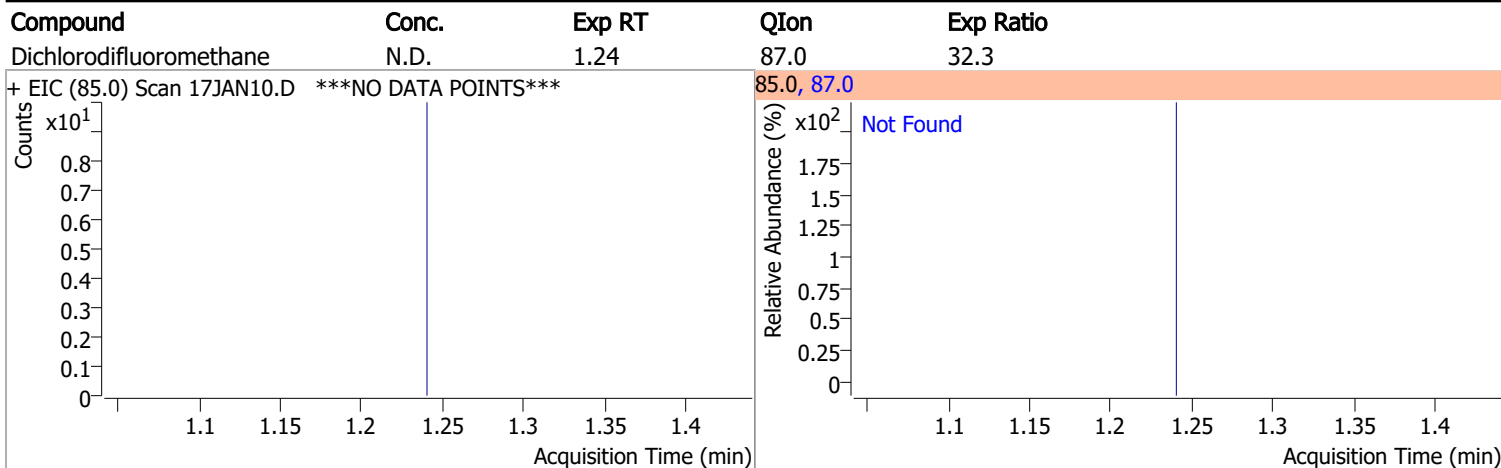 Compound Conc. Exp RT QIon Exp Ratio
Dichlorodifluoromethane N.D. 1.24 87.0 32.3
+ EIC (85.0) Scan 17JAN10.D ***NO DATA POINTS***
Counts
x10¹
0.8
0.7
0.6
0.5
0.4
0.3
0.2
0.1
0
1.1 1.15 1.2 1.25 1.3 1.35 1.4
Acquisition Time (min)
85.0, 87.0
Relative Abundance (%)
x10²
Not Found
1.75
1.5
1.25
1
0.75
0.5
0.25
0
1.1 1.15 1.2 1.25 1.3 1.35 1.4
Acquisition Time (min)